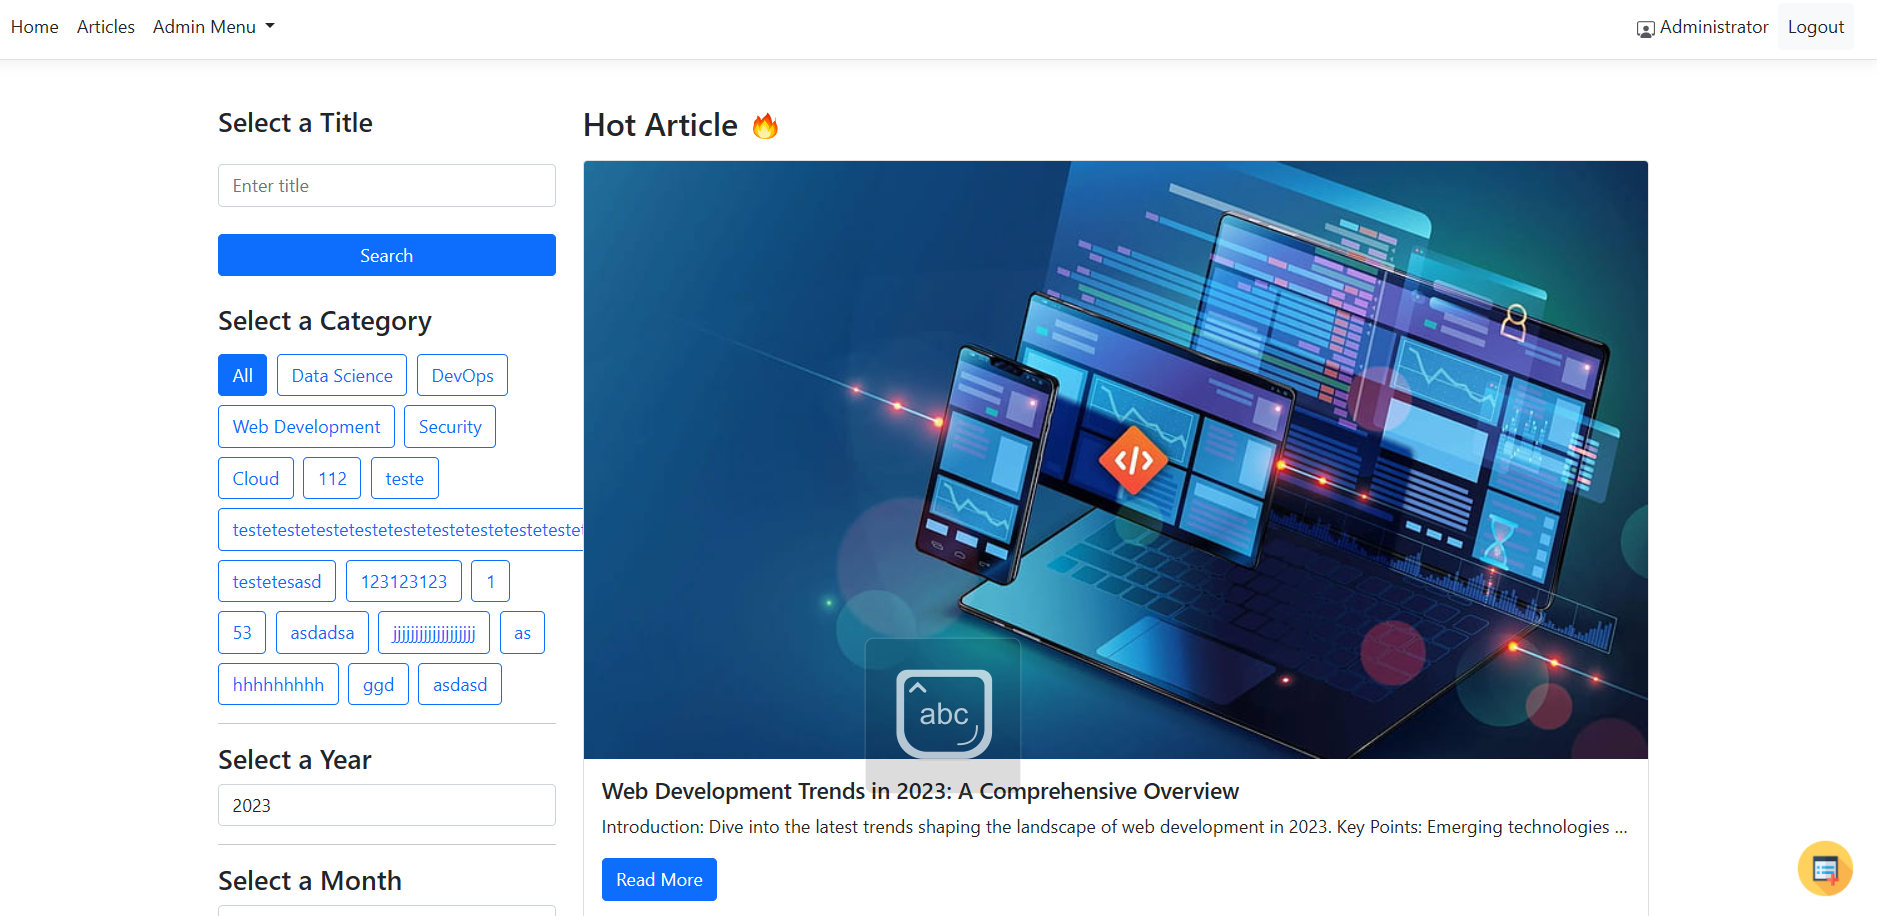 Home Articles Admin Menu
Administrator Logout
Select a Title
Enter title
Search
Select a Category
All Data Science DevOps
Web Development Security
Cloud 112 teste
testetestetestetestetestetestetestetestetestet
testetesasd 123123123 1
53 asdadsa jjjjjjjjjjjjjjjjjjj as
hhhhhhhhh ggd asdasd
Select a Year
2023
Select a Month
Hot Article 🔥
</>
abc
Web Development Trends in 2023: A Comprehensive Overview
Introduction: Dive into the latest trends shaping the landscape of web development in 2023. Key Points: Emerging technologies ...
Read More